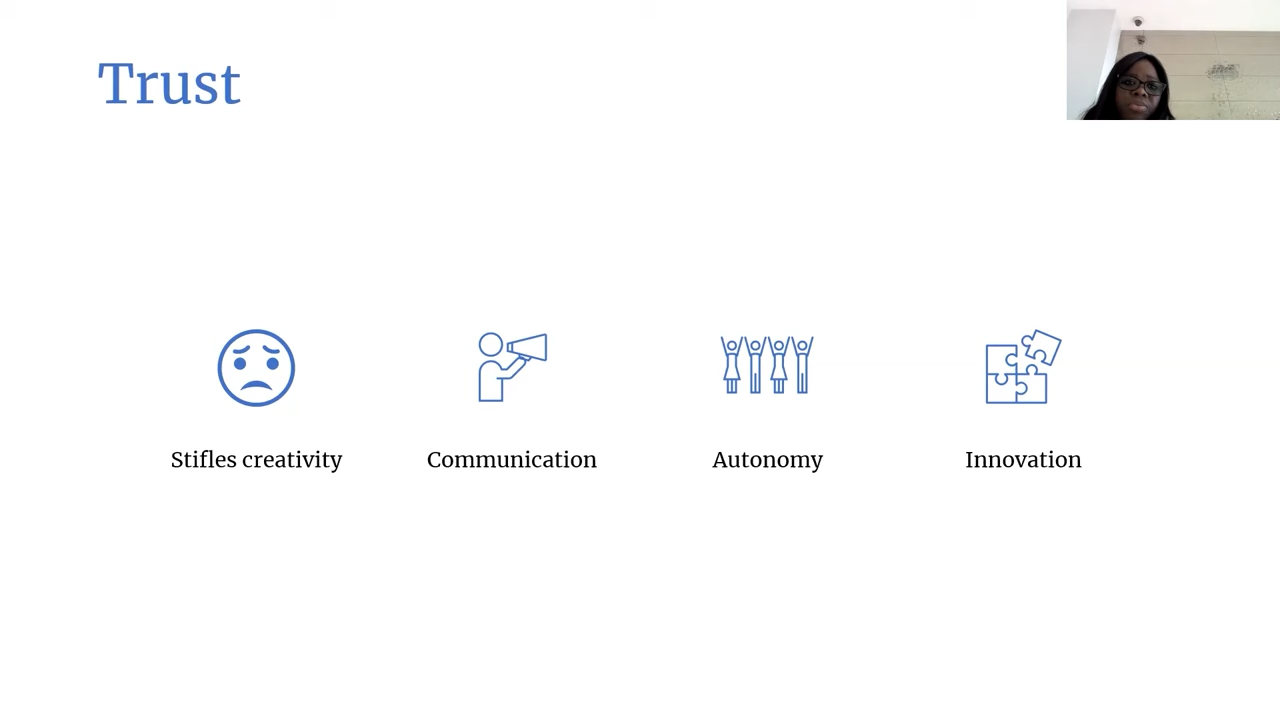 Trust
Stifles creativity
Communication
Autonomy
Innovation